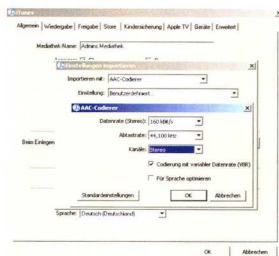 iTunes
Allgemein Wiedergabe Freigabe Store Kindersicherung Apple TV Geräte Erweitert
Mediathek-Name: Admins Mediathek
Einstellungen importieren
Importieren mit: AAC-Codierer
Einstellung: Benutzerdefiniert...
AAC-Codierer
Datenrate (Stereo): 160 kBit/s
Abtastrate: 44,100 kHz
Kanäle: Stereo
Codierung mit variabler Datenrate (VBR)
Für Sprache optimieren
Standardeinstellungen OK Abbrechen
Beim Einlegen
Sprache: Deutsch (Deutschland)
OK Abbrechen